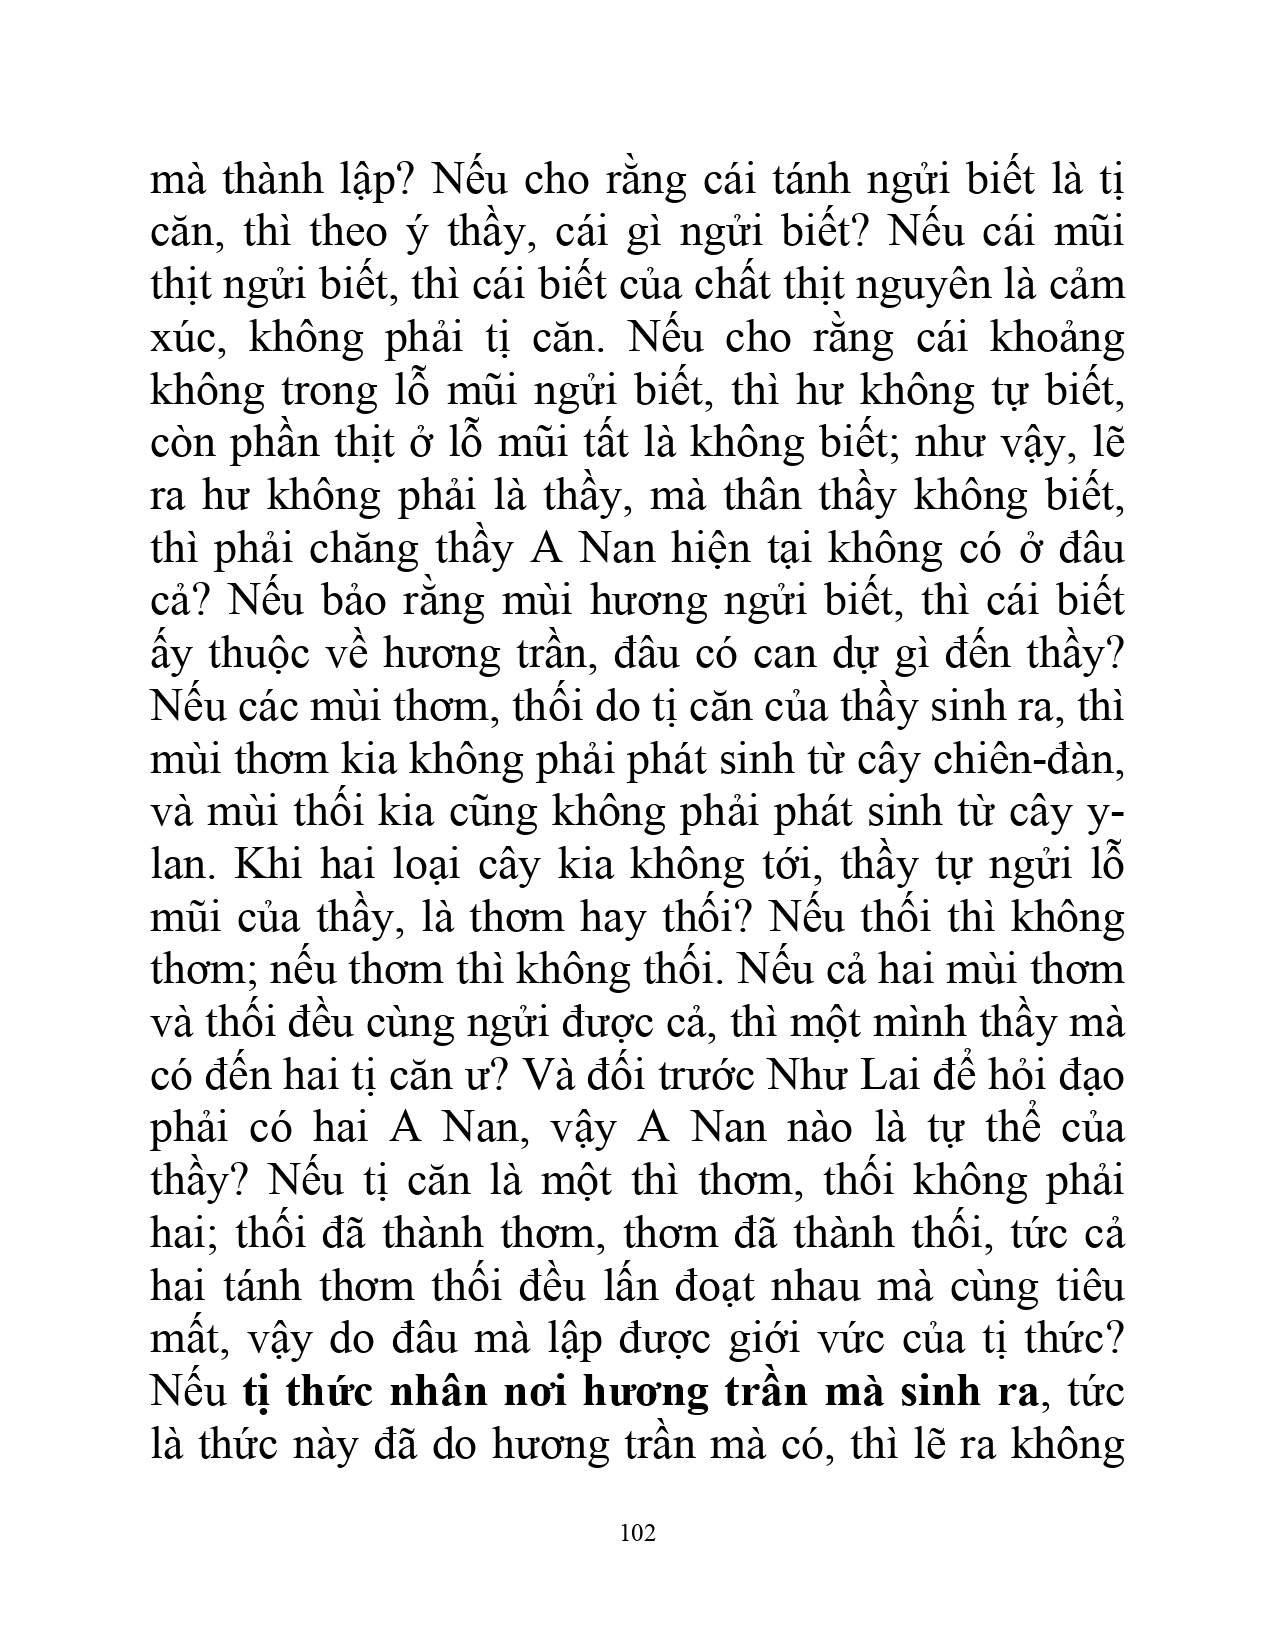 mà thành lập? Nếu cho rằng cái tánh ngửi biết là tị
căn, thì theo ý thầy, cái gì ngửi biết? Nếu cái mũi
thịt ngửi biết, thì cái biết của chất thịt nguyên là cảm
xúc, không phải tị căn. Nếu cho rằng cái khoảng
không trong lỗ mũi ngửi biết, thì hư không tự biết,
còn phần thịt ở lỗ mũi tất là không biết; như vậy, lẽ
ra hư không phải là thầy, mà thân thầy không biết,
thì phải chăng thầy A Nan hiện tại không có ở đâu
cả? Nếu bảo rằng mùi hương ngửi biết, thì cái biết
ấy thuộc về hương trần, đâu có can dự gì đến thầy?
Nếu các mùi thơm, thối do tị căn của thầy sinh ra, thì
mùi thơm kia không phải phát sinh từ cây chiên-đàn,
và mùi thối kia cũng không phải phát sinh từ cây y-
lan. Khi hai loại cây kia không tới, thầy tự ngửi lỗ
mũi của thầy, là thơm hay thối? Nếu thối thì không
thơm; nếu thơm thì không thối. Nếu cả hai mùi thơm
và thối đều cùng ngửi được cả, thì một mình thầy mà
có đến hai tị căn ư? Và đối trước Như Lai để hỏi đạo
phải có hai A Nan, vậy A Nan nào là tự thể của
thầy? Nếu tị căn là một thì thơm, thối không phải
hai; thối đã thành thơm, thơm đã thành thối, tức cả
hai tánh thơm thối đều lấn đoạt nhau mà cùng tiêu
mất, vậy do đâu mà lập được giới vức của tị thức?
Nếu tị thức nhân nơi hương trần mà sinh ra, tức
là thức này đã do hương trần mà có, thì lẽ ra không
102